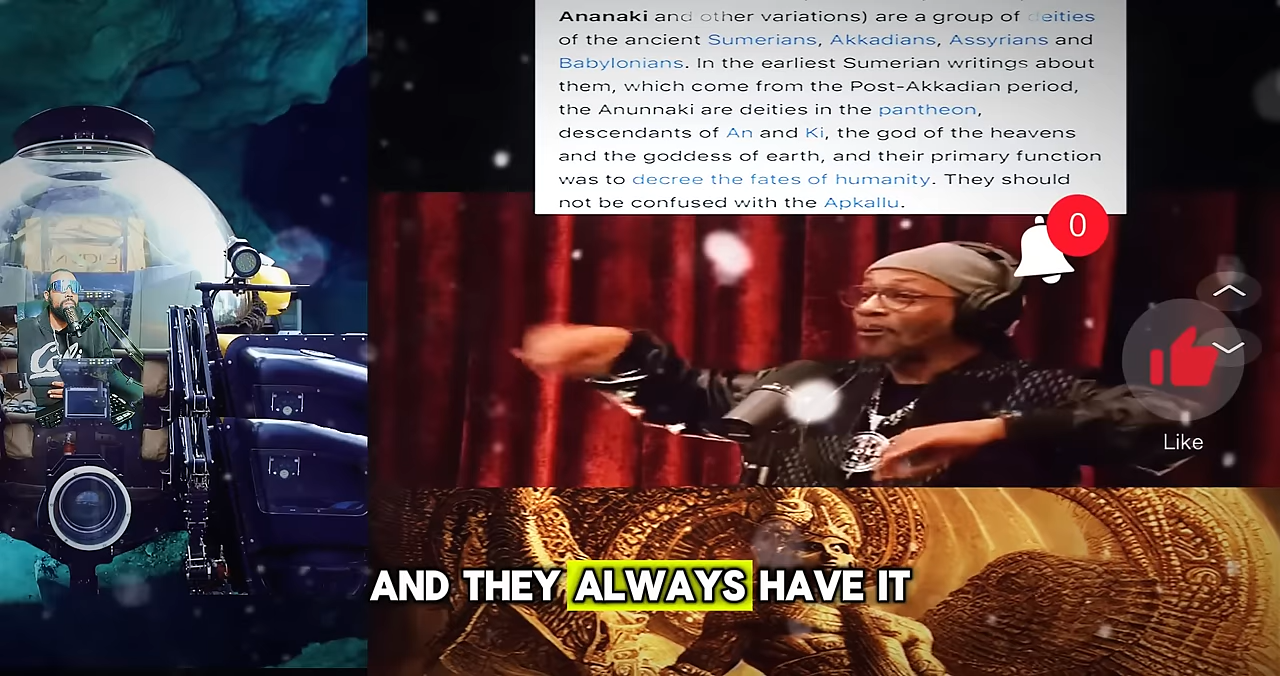 Ananaki and other variations) are a group of deities
of the ancient Sumerians, Akkadians, Assyrians and
Babylonians. In the earliest Sumerian writings about
them, which come from the Post-Akkadian period,
the Anunnaki are deities in the pantheon,
descendants of An and Ki, the god of the heavens
and the goddess of earth, and their primary function
was to decree the fates of humanity. They should
not be confused with the Apkallu.
0
Like
AND THEY ALWAYS HAVE IT